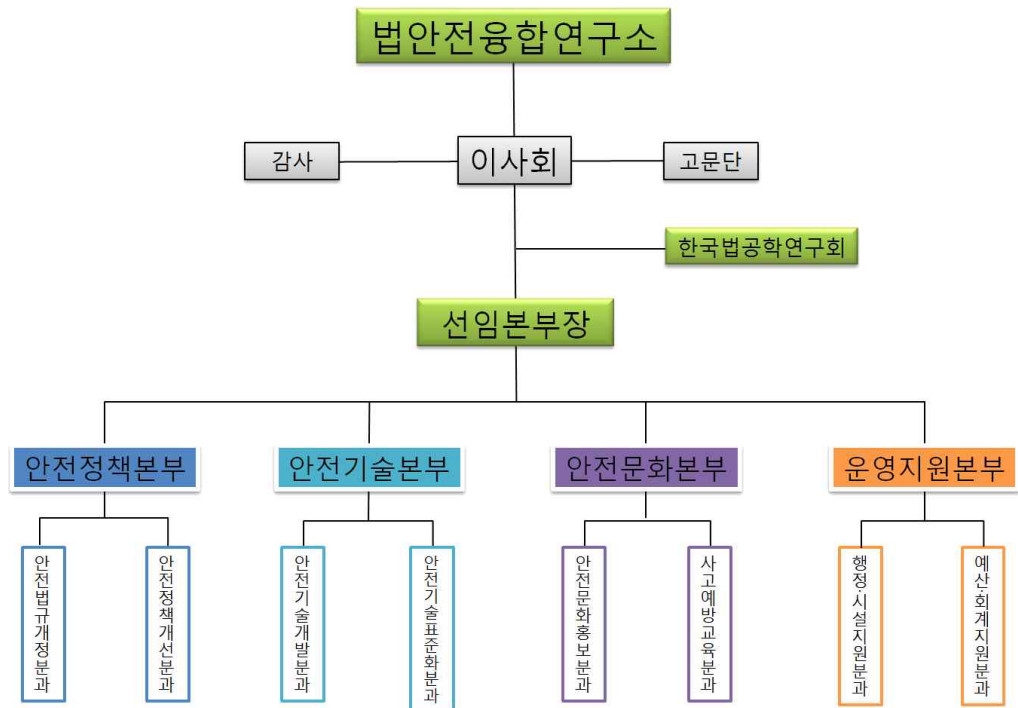 법안전융합연구소
감사
이사회
고문단
한국법공학연구회
선임본부장
안전정책본부
안전기술본부
안전문화본부
운영지원본부
안전법규개정분과
안전정책개선분과
안전기술개발분과
안전기술표준화분과
안전문화홍보분과
사고예방교육분과
행정·시설지원분과
예산·회계지원분과